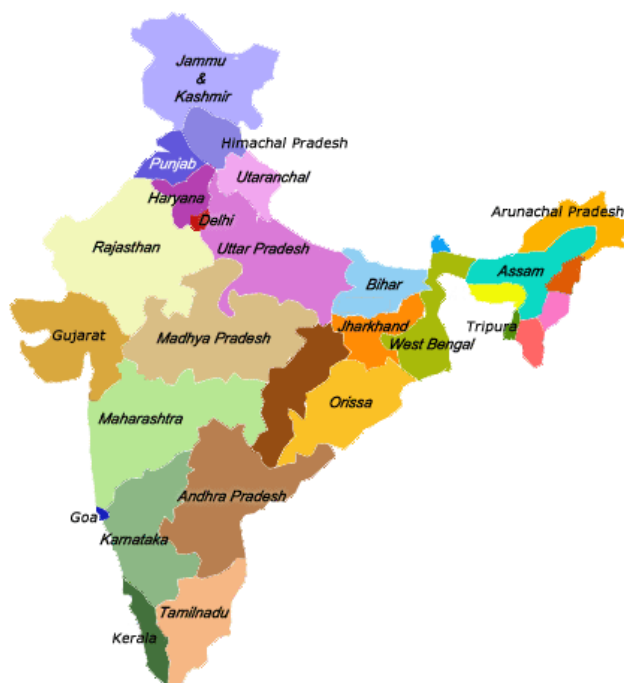 Jammu
&
Kashmir
Himachal Pradesh
Punjab
Utaranchal
Haryana
Delhi
Arunachal Pradesh
Rajasthan
Uttar Pradesh
Assam
Bihar
Gujarat
Madhya Pradesh
Jharkhand
Tripura
West Bengal
Orissa
Maharashtra
Andhra Pradesh
Goa
Karnataka
Tamilnadu
Kerala